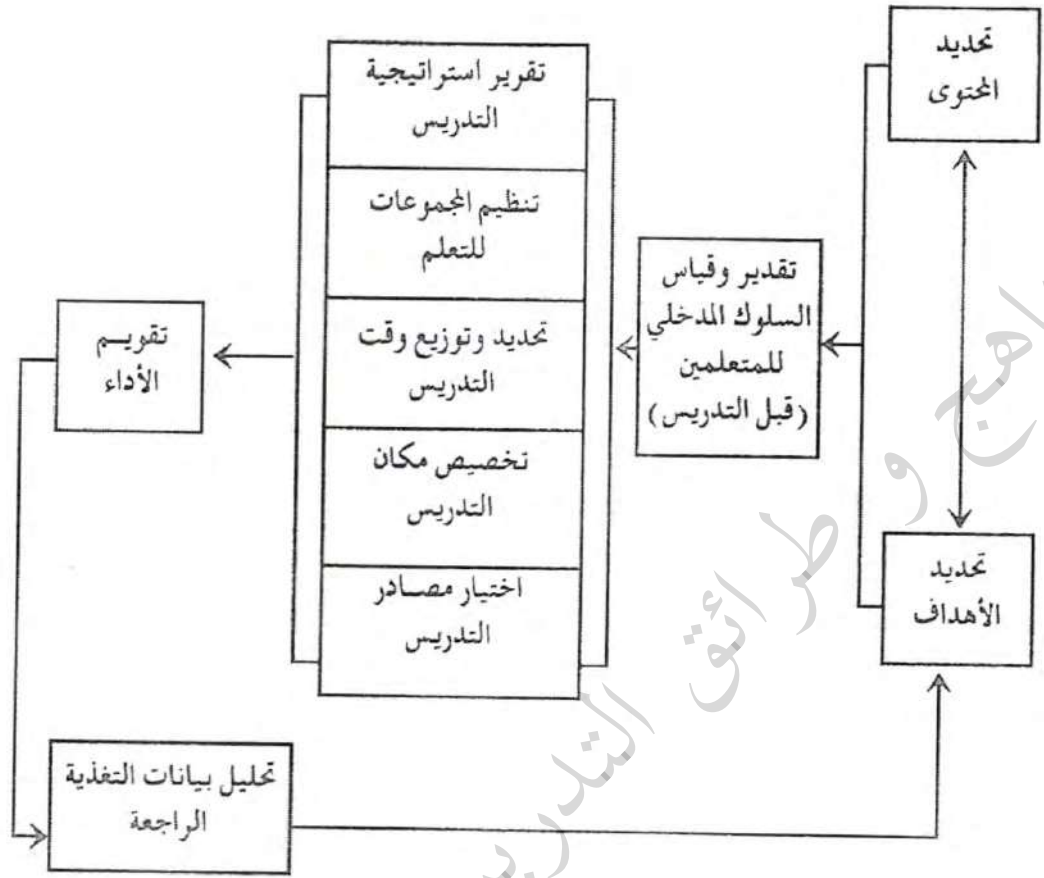 تحديد
المحتوى
تحديد
الأهداف
تقدير وقياس
السلوك المدخلي
للمتعلمين
(قبل التدريس)
تقرير استراتيجية
التدريس
تنظيم المجموعات
للتعلم
تحديد وتوزيع وقت
التدريس
تخصيص مكان
التدريس
اختيار مصادر
التدريس
تقويم
الأداء
تحليل بيانات التغذية
الراجعة
و طرائق